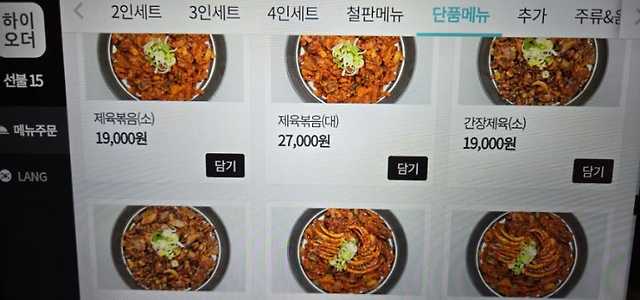 하이
오더
2인세트
3인세트
4인세트
철판메뉴
단품메뉴
추가
주류&음
선불 15
메뉴주문
LANG
제육볶음(소)
19,000원
담기
제육볶음(대)
27,000원
담기
간장제육(소)
19,000원
담기